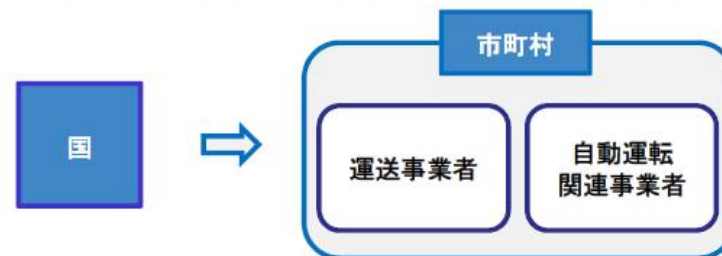 市町村
国
運送事業者
自動運転
関連事業者